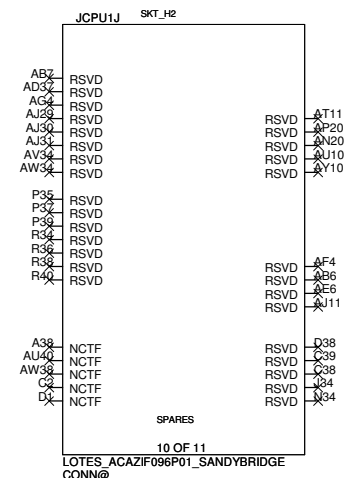 JCPU1J SKT_H2
AB7 RSVD
AD37 RSVD
AG4 RSVD
AJ29 RSVD RSVD AT11
AJ30 RSVD RSVD AP20
AJ31 RSVD RSVD AN20
AV34 RSVD RSVD AU10
AW34 RSVD RSVD AY10
P35 RSVD
P37 RSVD
P39 RSVD
R34 RSVD
R36 RSVD
R38 RSVD RSVD AF4
R40 RSVD RSVD AB6
RSVD AE6
RSVD AJ11
A38 NCTF RSVD D38
AU40 NCTF RSVD C39
AW38 NCTF RSVD C38
C2 NCTF RSVD J34
D1 NCTF RSVD N34
SPARES
10 OF 11
LOTES_ACAZIF096P01_SANDYBRIDGE
CONN@